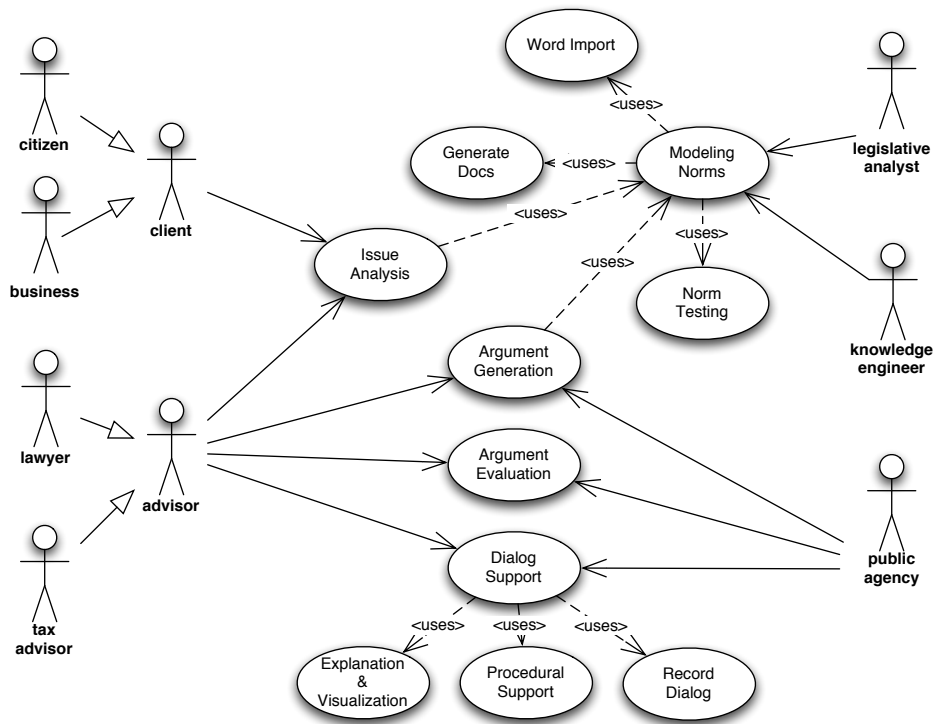 Word Import
<uses>
citizen
Generate
Docs
<uses>
Modeling
Norms
legislative
analyst
client
<uses>
<uses>
business
Issue
Analysis
<uses>
Norm
Testing
knowledge
engineer
Argument
Generation
lawyer
Argument
Evaluation
advisor
public
agency
Dialog
Support
tax
advisor
<uses>
<uses>
<uses>
Explanation
&
Visualization
Procedural
Support
Record
Dialog